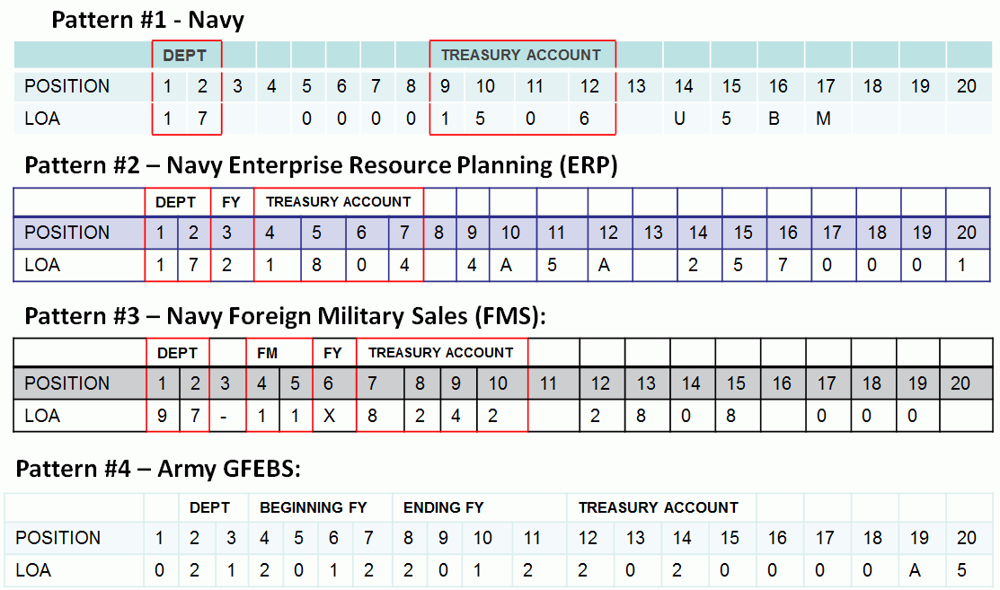 Pattern #1 - Navy
DEPT TREASURY ACCOUNT
POSITION 1 2 3 4 5 6 7 8 9 10 11 12 13 14 15 16 17 18 19 20
LOA 1 7 0 0 0 0 1 5 0 6 U 5 B M
Pattern #2 – Navy Enterprise Resource Planning (ERP)
DEPT FY TREASURY ACCOUNT
POSITION 1 2 3 4 5 6 7 8 9 10 11 12 13 14 15 16 17 18 19 20
LOA 1 7 2 1 8 0 4 4 A 5 A 2 5 7 0 0 0 1
Pattern #3 – Navy Foreign Military Sales (FMS):
DEPT FM FY TREASURY ACCOUNT
POSITION 1 2 3 4 5 6 7 8 9 10 11 12 13 14 15 16 17 18 19 20
LOA 9 7 - 1 1 X 8 2 4 2 2 8 0 8 0 0 0
Pattern #4 – Army GFEBS:
DEPT BEGINNING FY ENDING FY TREASURY ACCOUNT
POSITION 1 2 3 4 5 6 7 8 9 10 11 12 13 14 15 16 17 18 19 20
LOA 0 2 1 2 0 1 2 2 0 1 2 2 0 2 0 0 0 0 A 5